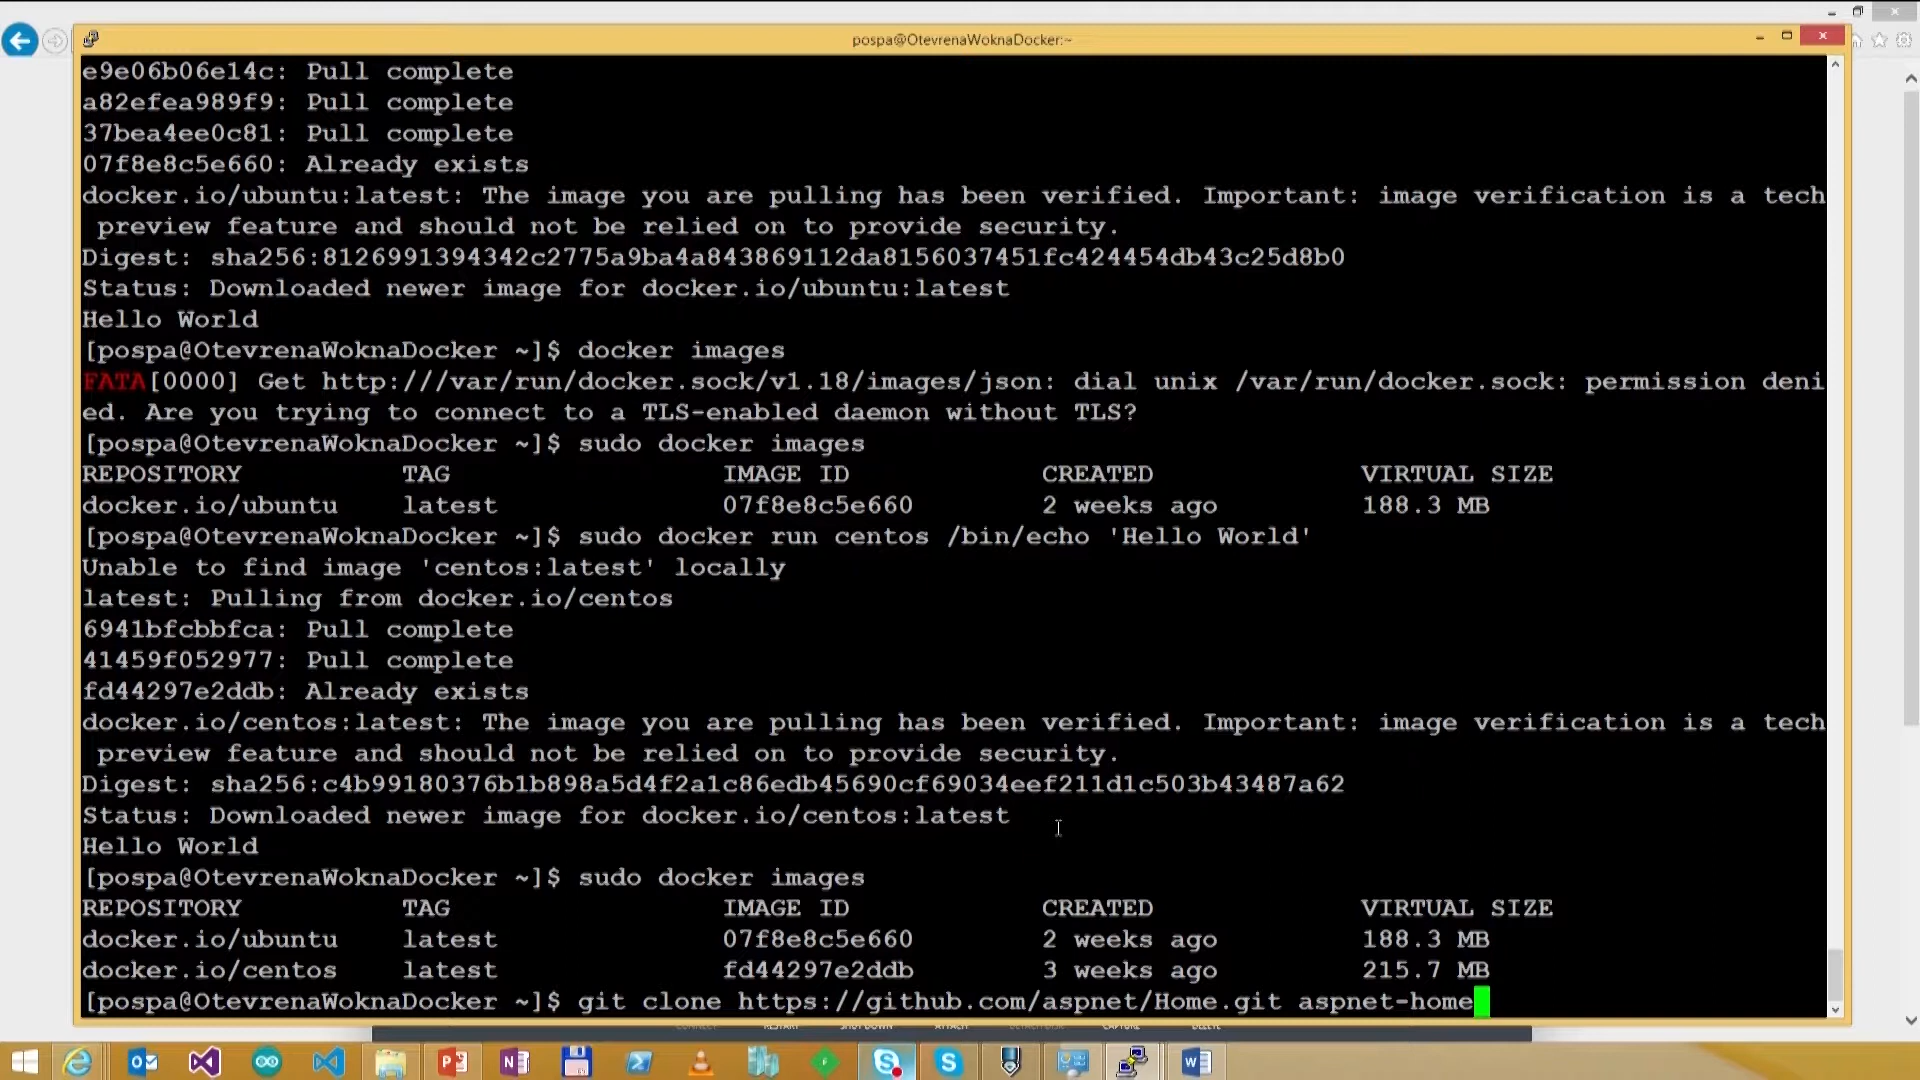 pospa@OtevrenaWoknaDocker:~
e9e06b06e14c: Pull complete
a82efea989f9: Pull complete
37bea4ee0c81: Pull complete
07f8e8c5e660: Already exists
docker.io/ubuntu:latest: The image you are pulling has been verified. Important: image verification is a tech
preview feature and should not be relied on to provide security.
Digest: sha256:8126991394342c2775a9ba4a843869112da8156037451fc424454db43c25d8b0
Status: Downloaded newer image for docker.io/ubuntu:latest
Hello World
[pospa@OtevrenaWoknaDocker ~]$ docker images
FATA[0000] Get http:///var/run/docker.sock/v1.18/images/json: dial unix /var/run/docker.sock: permission deni
ed. Are you trying to connect to a TLS-enabled daemon without TLS?
[pospa@OtevrenaWoknaDocker ~]$ sudo docker images
REPOSITORY TAG IMAGE ID CREATED VIRTUAL SIZE
docker.io/ubuntu latest 07f8e8c5e660 2 weeks ago 188.3 MB
[pospa@OtevrenaWoknaDocker ~]$ sudo docker run centos /bin/echo 'Hello World'
Unable to find image 'centos:latest' locally
latest: Pulling from docker.io/centos
6941bfcbbfca: Pull complete
41459f052977: Pull complete
fd44297e2ddb: Already exists
docker.io/centos:latest: The image you are pulling has been verified. Important: image verification is a tech
preview feature and should not be relied on to provide security.
Digest: sha256:c4b99180376b1b898a5d4f2a1c86edb45690cf69034eef211d1c503b43487a62
Status: Downloaded newer image for docker.io/centos:latest
Hello World
[pospa@OtevrenaWoknaDocker ~]$ sudo docker images
REPOSITORY TAG IMAGE ID CREATED VIRTUAL SIZE
docker.io/ubuntu latest 07f8e8c5e660 2 weeks ago 188.3 MB
docker.io/centos latest fd44297e2ddb 3 weeks ago 215.7 MB
[pospa@OtevrenaWoknaDocker ~]$ git clone https://github.com/aspnet/Home.git aspnet-home